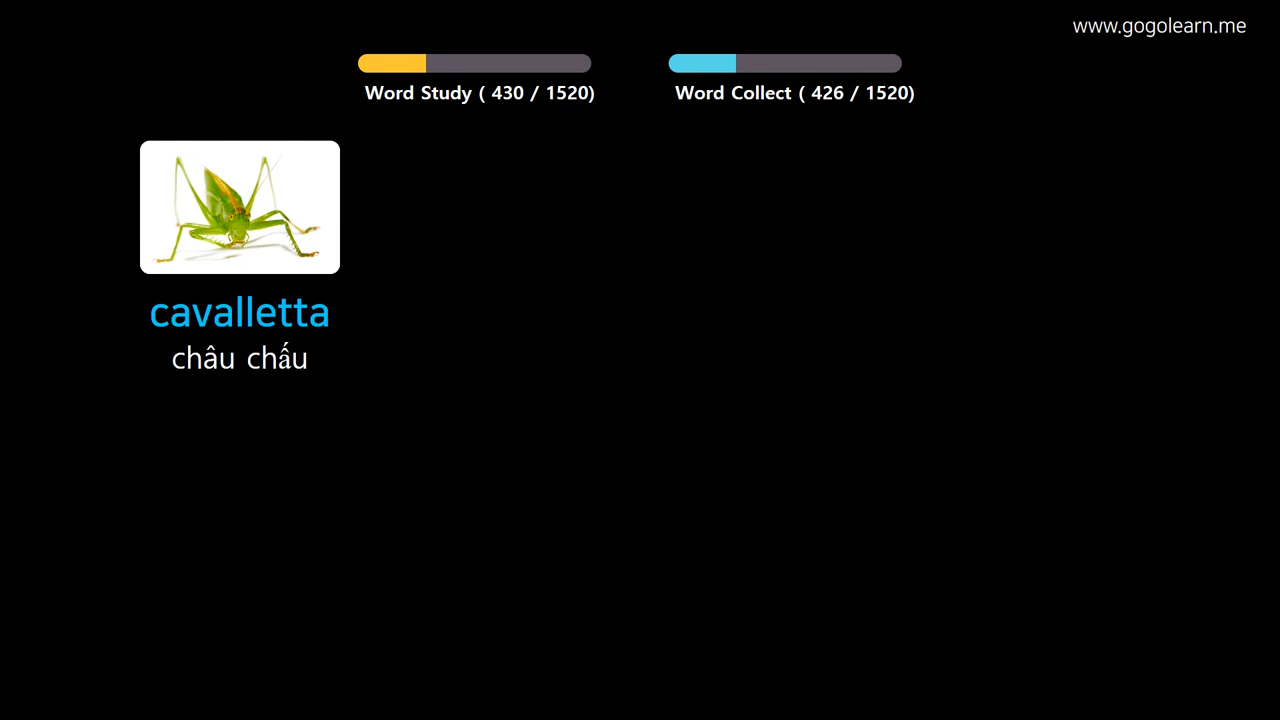 www.gogolearn.me
Word Study ( 430 / 1520)
Word Collect ( 426 / 1520)
cavalletta
châu chấu